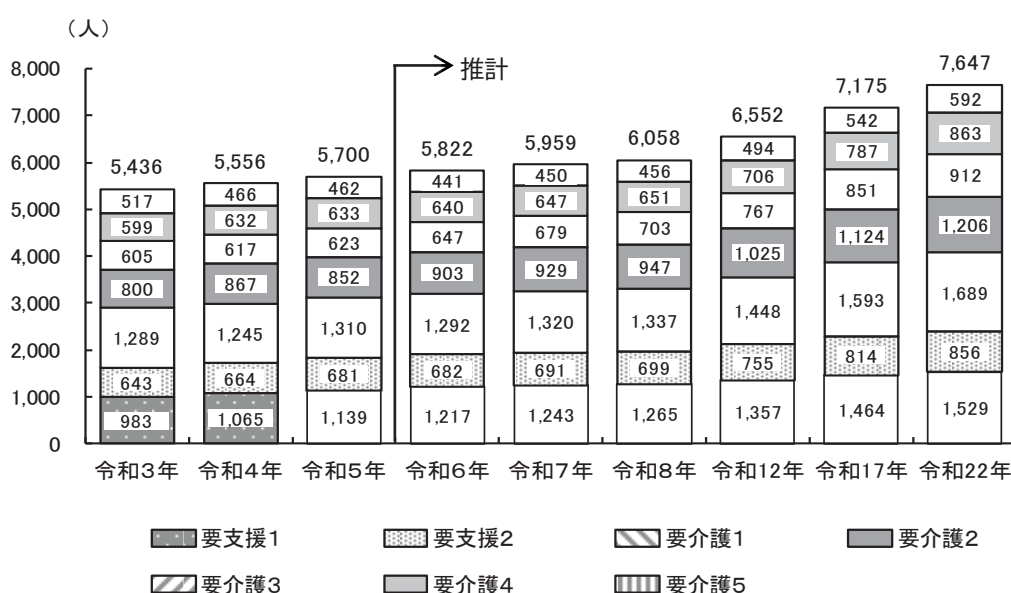 （人）
8,000
7,000
6,000
5,000
4,000
3,000
2,000
1,000
0
推計
5,436 5,556 5,700 5,822 5,959 6,058 6,552 7,175 7,647
517 466 462 441 450 456 494 542 592
599 632 633 640 647 651 706 787 863
605 617 623 647 679 703 767 851 912
800 867 852 903 929 947 1,025 1,124 1,206
1,289 1,245 1,310 1,292 1,320 1,337 1,448 1,593 1,689
643 664 681 682 691 699 755 814 856
983 1,065 1,139 1,217 1,243 1,265 1,357 1,464 1,529
令和3年 令和4年 令和5年 令和6年 令和7年 令和8年 令和12年 令和17年 令和22年
要支援1 要支援2 要介護1 要介護2
要介護3 要介護4 要介護5